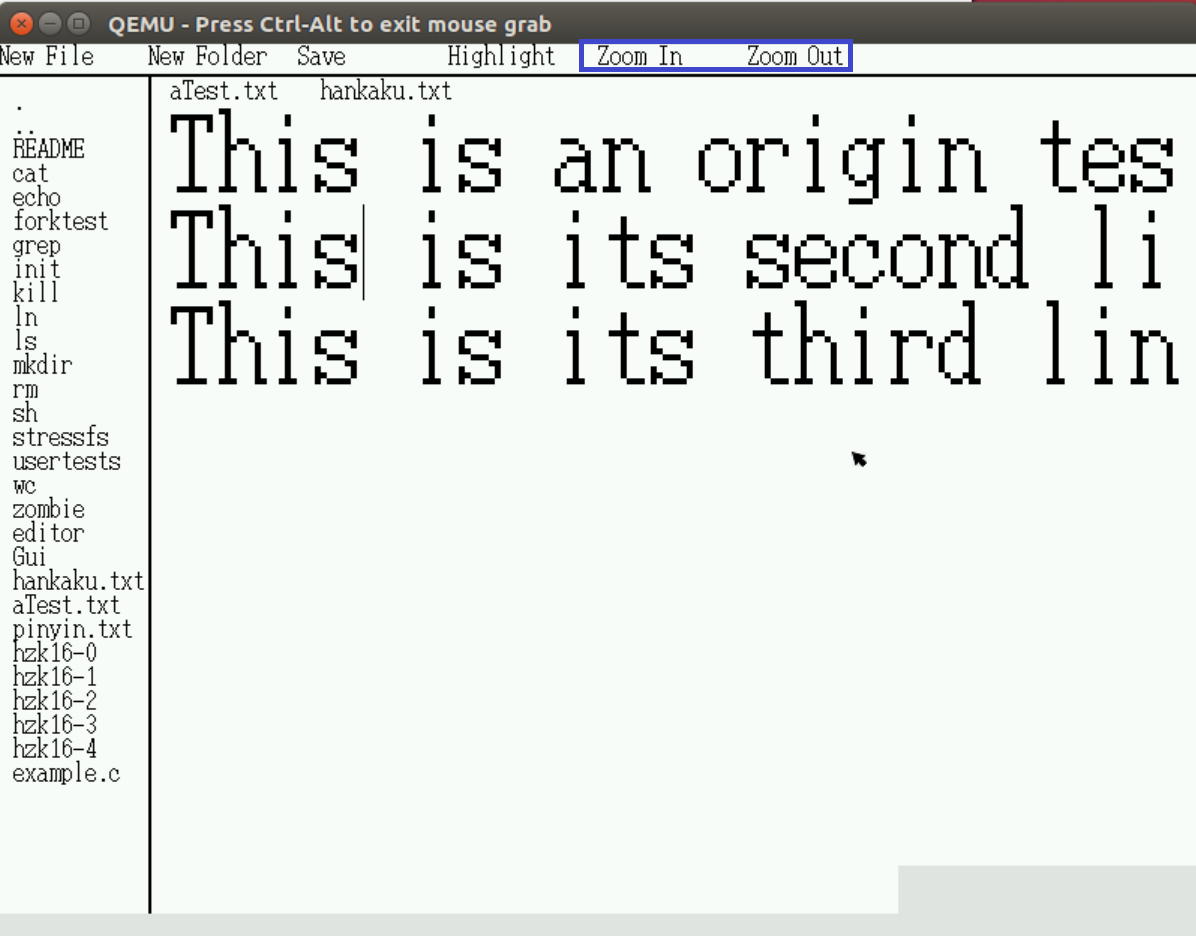 QEMU - Press Ctrl-Alt to exit mouse grab
New File New Folder Save Highlight Zoom In Zoom Out
aTest.txt hankaku.txt
.
..
README
cat
echo
forktest
grep
init
kill
ln
ls
mkdir
rm
sh
stressfs
usertests
wc
zombie
editor
Gui
hankaku.txt
aTest.txt
pinyin.txt
hzk16-0
hzk16-1
hzk16-2
hzk16-3
hzk16-4
example.c
This is an origin tes
This is its second li
This is its third lin